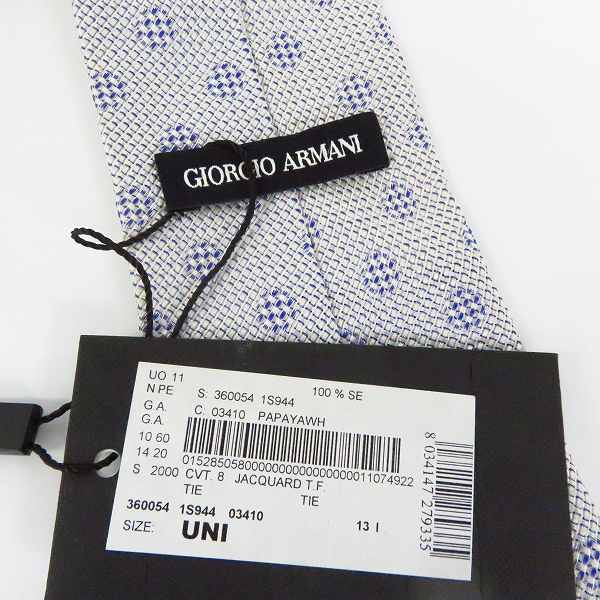 GIORGIO ARMANI
UO 11
N PE S: 360054 1S944 100 % SE
G.A. C. 03410 PAPAYAWH
G.A.
10 60
14 20 01528505800000000000000000011074922
S 2000 CVT. 8 JACQUARD T.F.
TIE TIE
360054 1S944 03410 13 I
SIZE: UNI
8 034147 279335